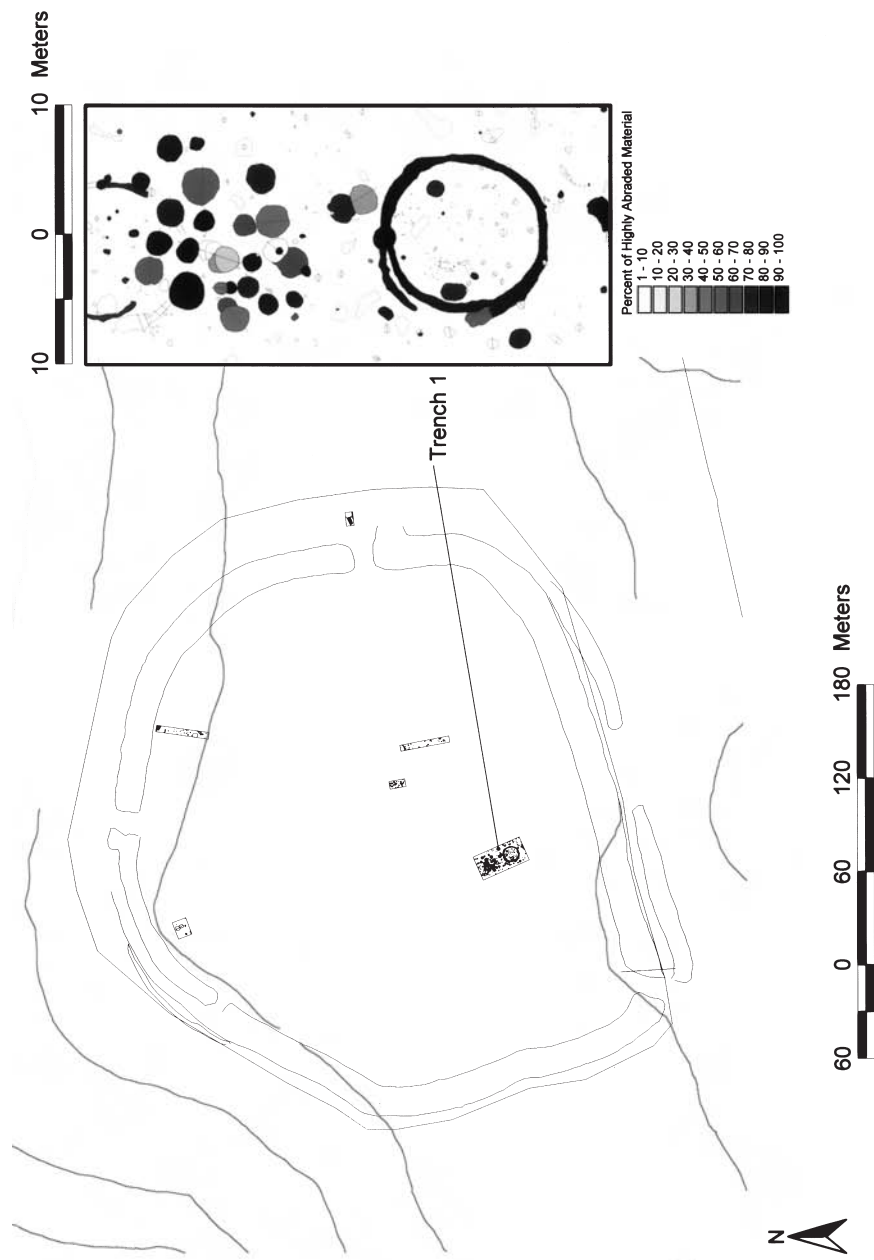 10 0 10 Meters
Percent of Highly Abraded Material
1 - 10
10 - 20
20 - 30
30 - 40
40 - 50
50 - 60
60 - 70
70 - 80
80 - 90
90 - 100
Trench 1
60 0 60 120 180 Meters
N